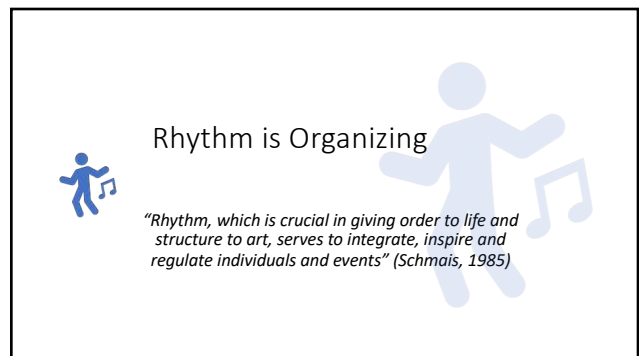 Rhythm is Organizing
“Rhythm, which is crucial in giving order to life and
structure to art, serves to integrate, inspire and
regulate individuals and events” (Schmais, 1985)